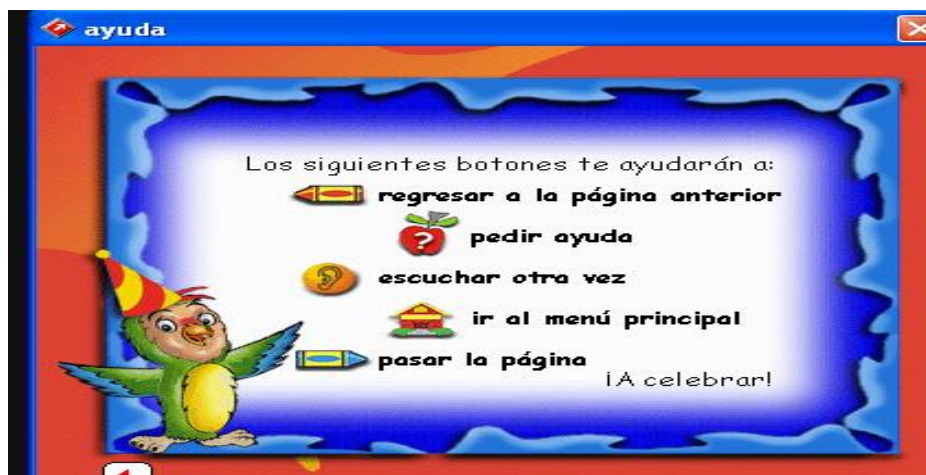 ayuda
Los siguientes botones te ayudarán a:
regresar a la página anterior
? pedir ayuda
escuchar otra vez
ir al menú principal
pasar la página
¡A celebrar!